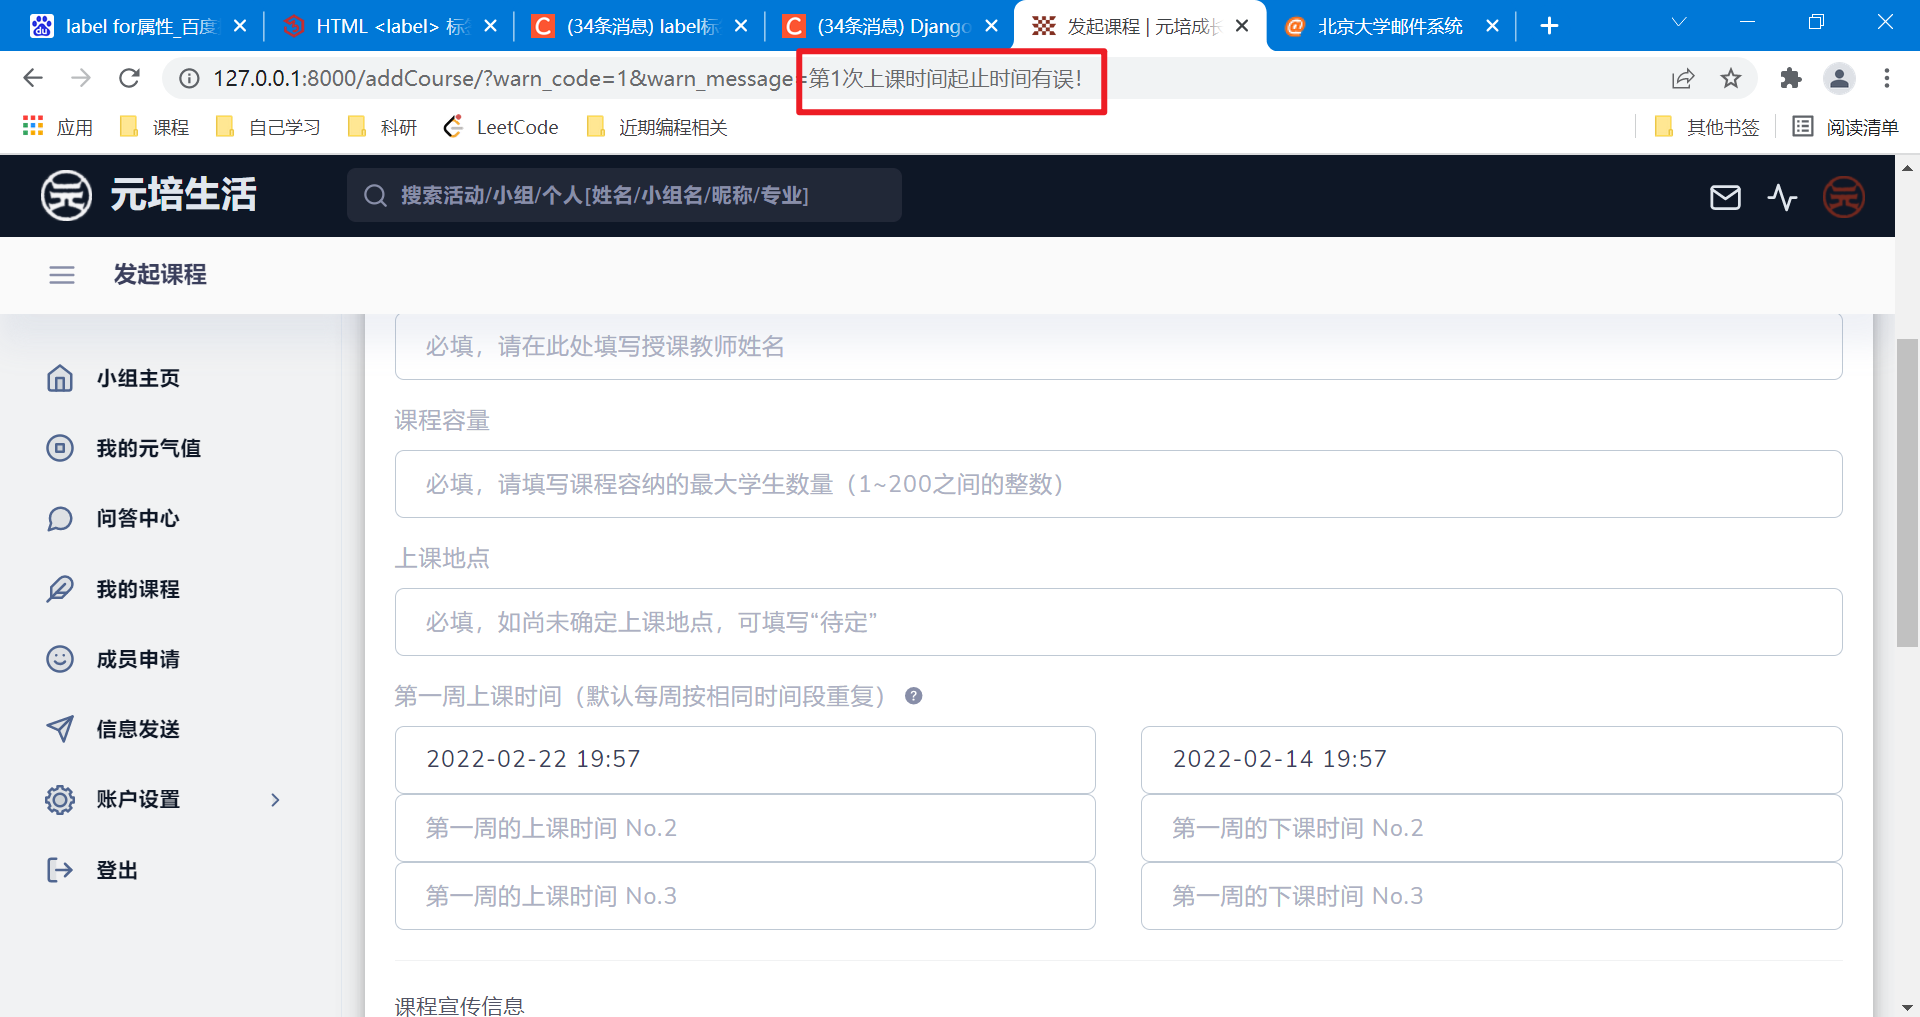 label for属性_百度
HTML <label> 标
(34条消息) label标
(34条消息) Django
发起课程 | 元培成长
北京大学邮件系统
127.0.0.1:8000/addCourse/?warn_code=1&warn_message=第1次上课时间起止时间有误!
应用
课程
自己学习
科研
LeetCode
近期编程相关
其他书签
阅读清单
元培生活
搜索活动/小组/个人[姓名/小组名/昵称/专业]
发起课程
小组主页
我的元气值
问答中心
我的课程
成员申请
信息发送
账户设置
登出
必填，请在此处填写授课教师姓名
课程容量
必填，请填写课程容纳的最大学生数量（1~200之间的整数）
上课地点
必填，如尚未确定上课地点，可填写“待定”
第一周上课时间（默认每周按相同时间段重复）
2022-02-22 19:57
2022-02-14 19:57
第一周的上课时间 No.2
第一周的下课时间 No.2
第一周的上课时间 No.3
第一周的下课时间 No.3
课程宣传信息